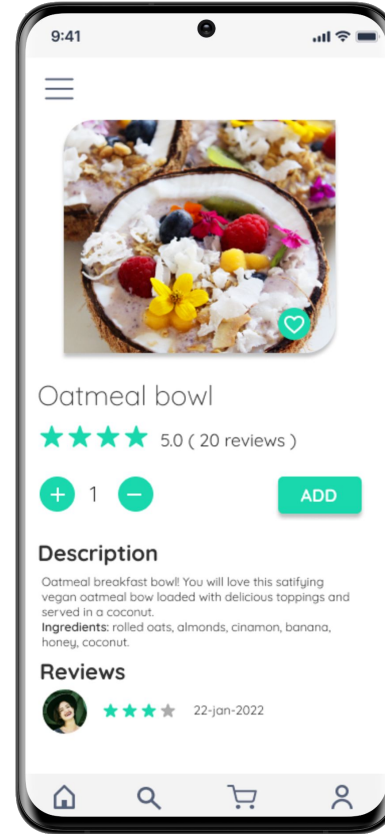 9:41
Oatmeal bowl
5.0 ( 20 reviews )
+ 1 −
ADD
Description
Oatmeal breakfast bowl! You will love this satifying
vegan oatmeal bow loaded with delicious toppings and
served in a coconut.
Ingredients: rolled oats, almonds, cinamon, banana,
honey, coconut.
Reviews
22-jan-2022